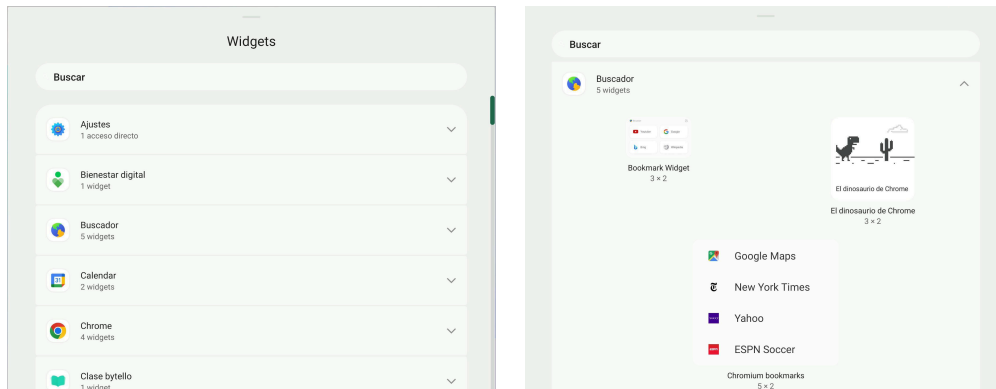 Widgets
Buscar
Ajustes
1 acceso directo
Bienestar digital
1 widget
Buscador
5 widgets
Calendar
2 widgets
Chrome
4 widgets
Clase bytello
1 widget
Buscar
Buscador
5 widgets
Google
Bookmark Widget
3 × 2
El dinosaurio de Chrome
El dinosaurio de Chrome
3 × 2
Google Maps
New York Times
Yahoo
ESPN Soccer
Chromium bookmarks
5 × 2